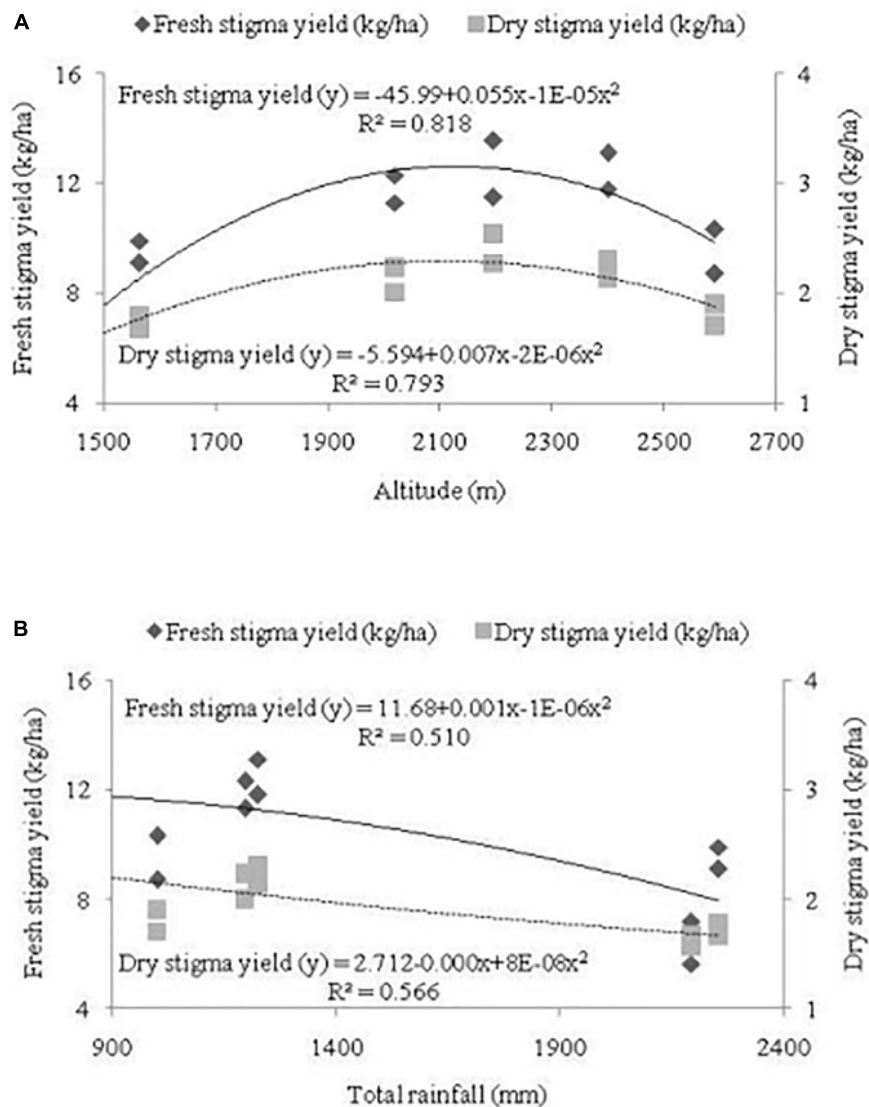 A
Fresh stigma yield (kg/ha) Dry stigma yield (kg/ha)
16
12
8
4
Fresh stigma yield (kg/ha)
Fresh stigma yield (y) = -45.99+0.055x-1E-05x²
R² = 0.818
Dry stigma yield (y) = -5.594+0.007x-2E-06x²
R² = 0.793
4
3
2
1
Dry stigma yield (kg/ha)
1500 1700 1900 2100 2300 2500 2700
Altitude (m)
B
Fresh stigma yield (kg/ha) Dry stigma yield (kg/ha)
16
12
8
4
Fresh stigma yield (kg/ha)
Fresh stigma yield (y) = 11.68+0.001x-1E-06x²
R² = 0.510
Dry stigma yield (y) = 2.712-0.000x+8E-08x²
R² = 0.566
4
3
2
1
Dry stigma yield (kg/ha)
900 1400 1900 2400
Total rainfall (mm)